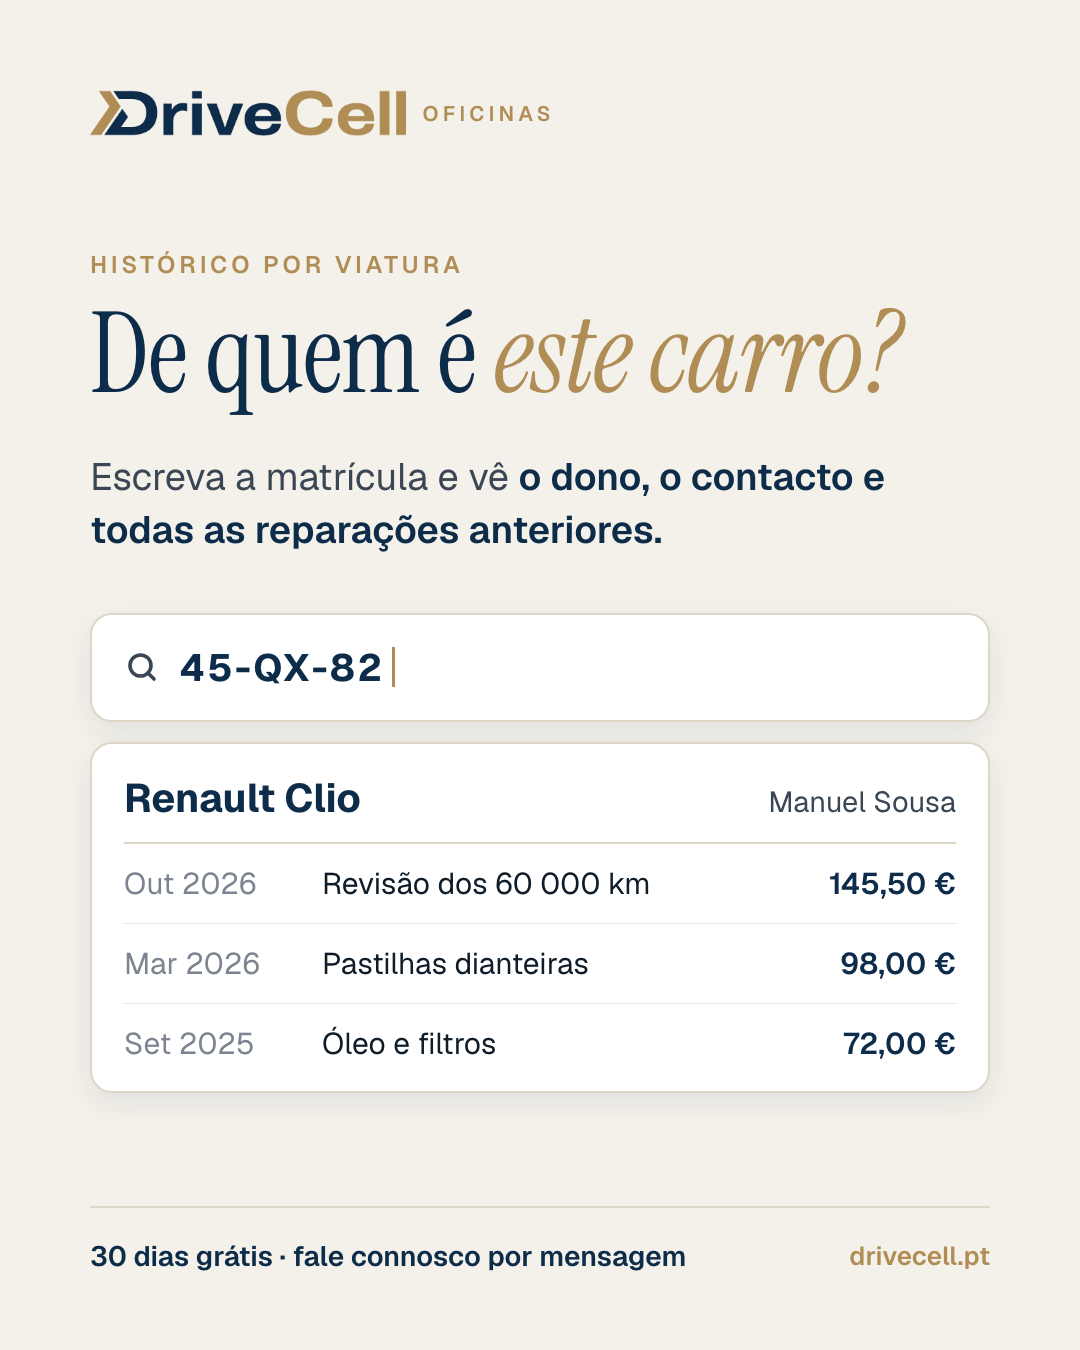 DriveCell OFICINAS
HISTÓRICO POR VIATURA
De quem é este carro?
Escreva a matrícula e vê o dono, o contacto e
todas as reparações anteriores.
45-QX-82
Renault Clio Manuel Sousa
Out 2026 Revisão dos 60 000 km 145,50 €
Mar 2026 Pastilhas dianteiras 98,00 €
Set 2025 Óleo e filtros 72,00 €
30 dias grátis · fale connosco por mensagem drivecell.pt